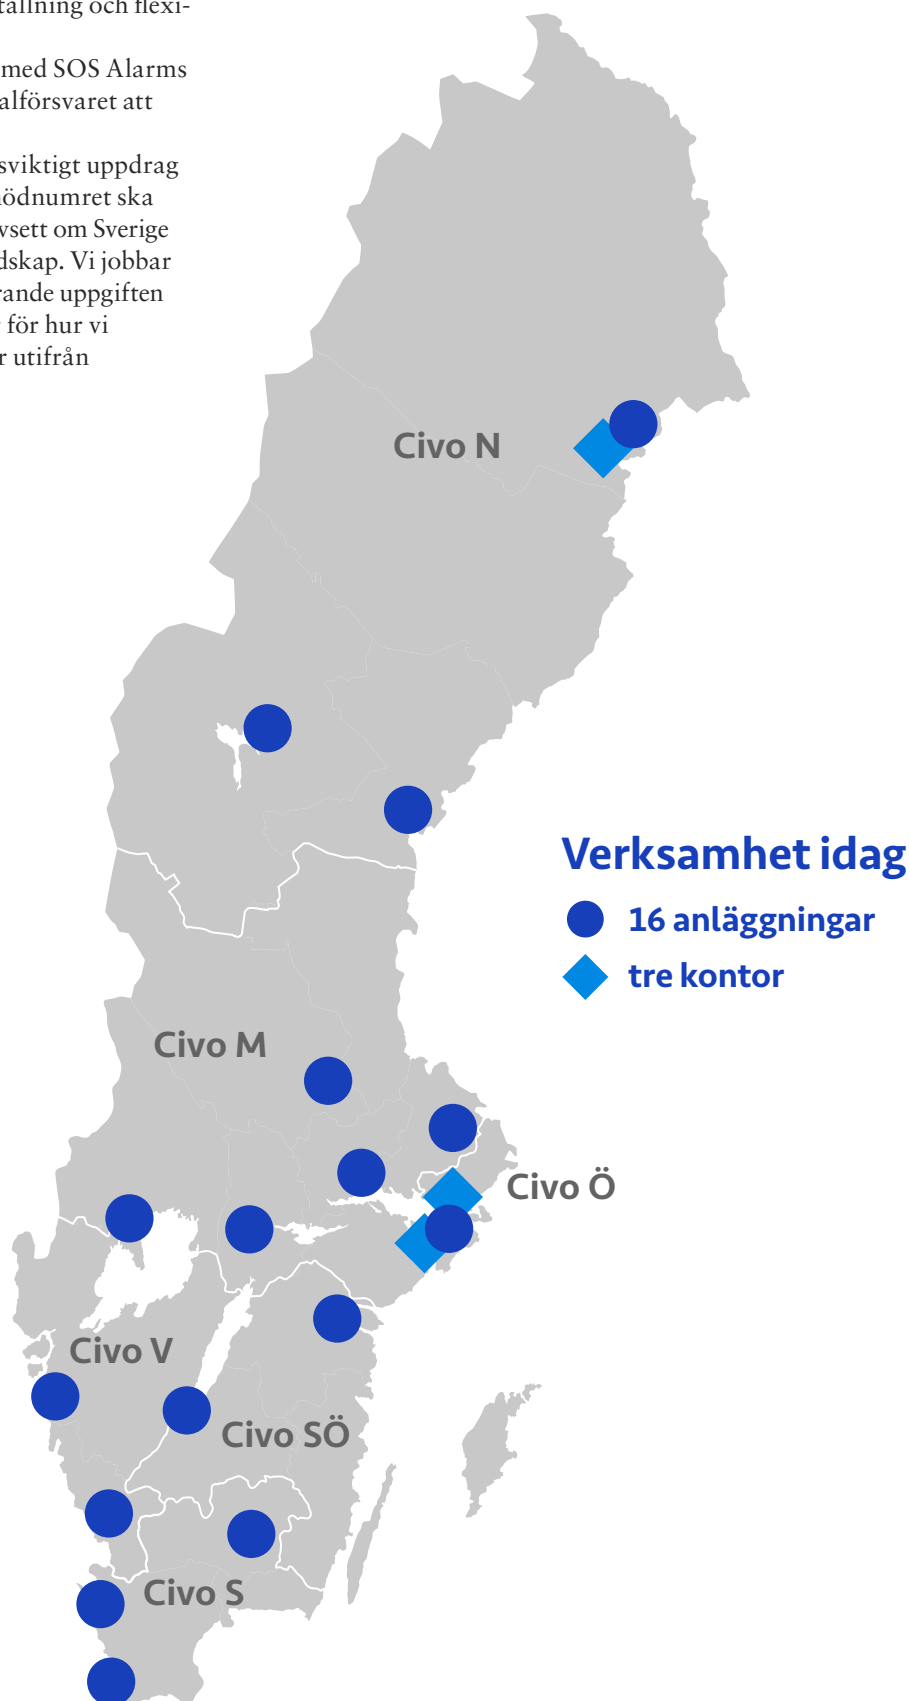 tällning och flexi-
med SOS Alarms
alförsvaret att
sviktigt uppdrag
ödnumret ska
vsett om Sverige
dskap. Vi jobbar
rande uppgiften
för hur vi
r utifrån
Civo N
Verksamhet idag
16 anläggningar
tre kontor
Civo M
Civo Ö
Civo V
Civo SÖ
Civo S